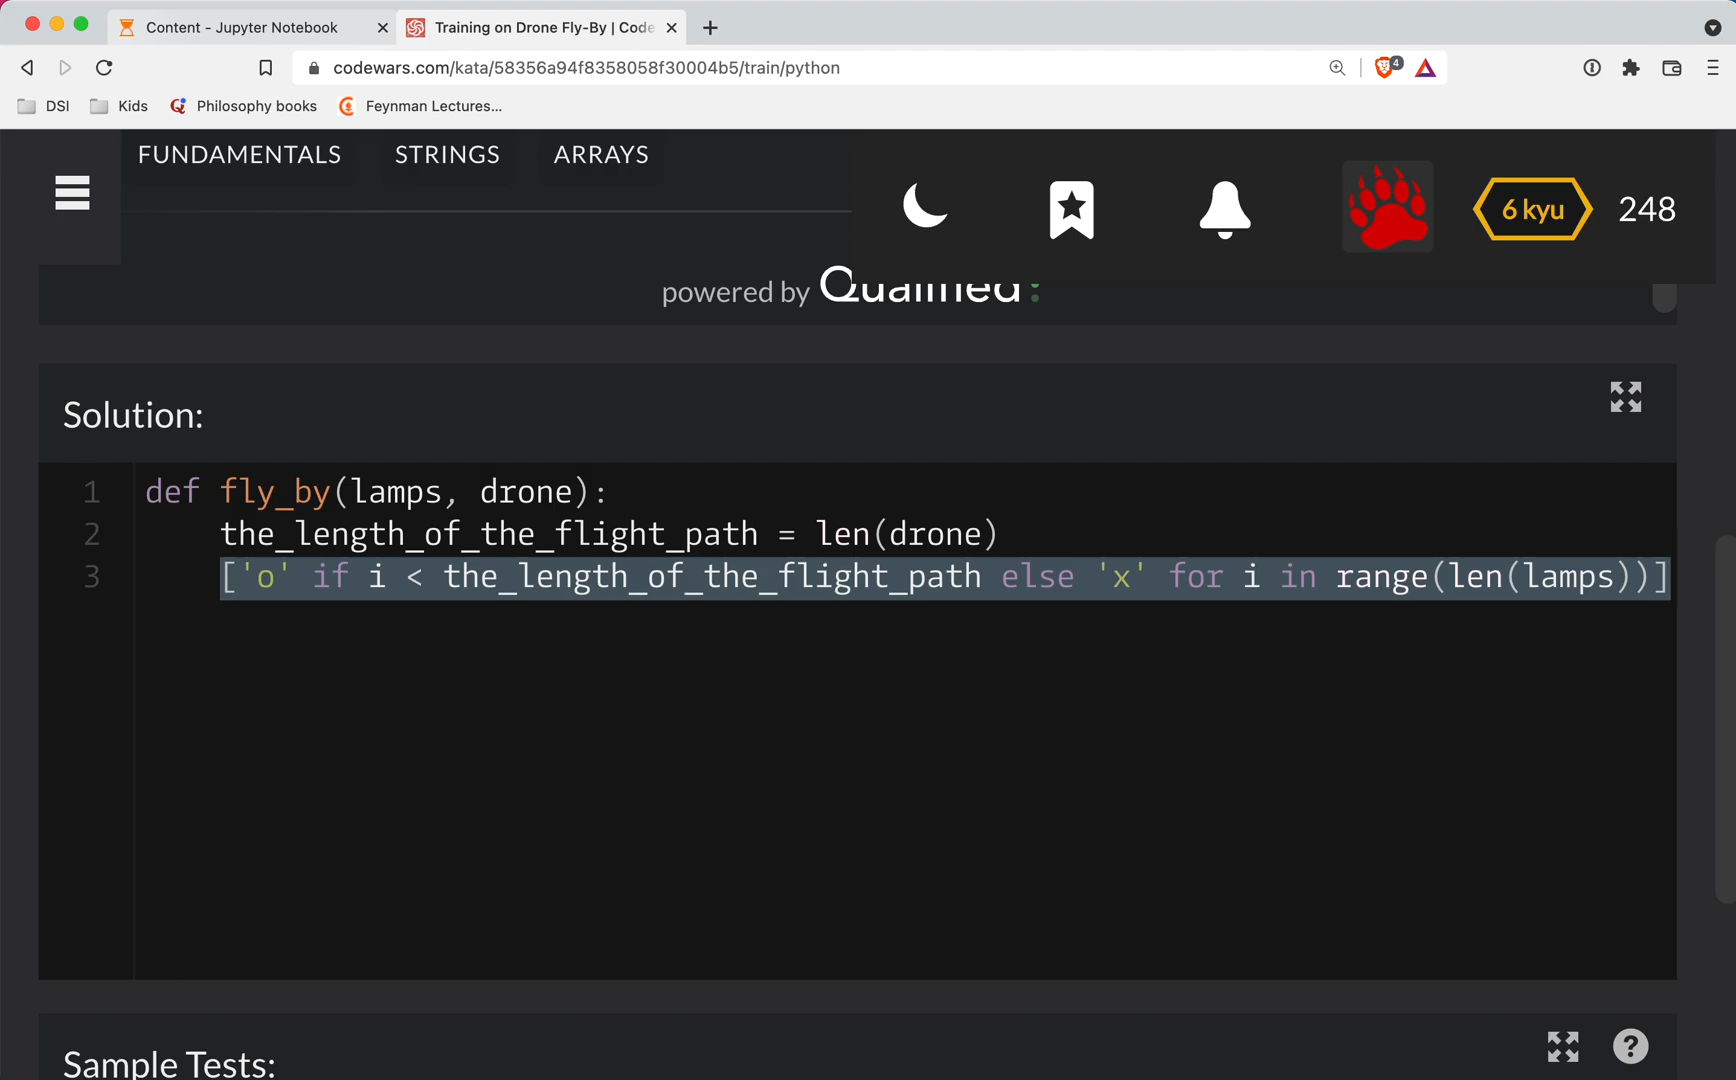 Content - Jupyter Notebook
Training on Drone Fly-By | Code
codewars.com/kata/58356a94f8358058f30004b5/train/python
4
DSI
Kids
Philosophy books
Feynman Lectures...
FUNDAMENTALS STRINGS ARRAYS
6 kyu
248
powered by Qualified
Solution:
1 def fly_by(lamps, drone):
2 the_length_of_the_flight_path = len(drone)
3 ['o' if i < the_length_of_the_flight_path else 'x' for i in range(len(lamps))]
Sample Tests:
?